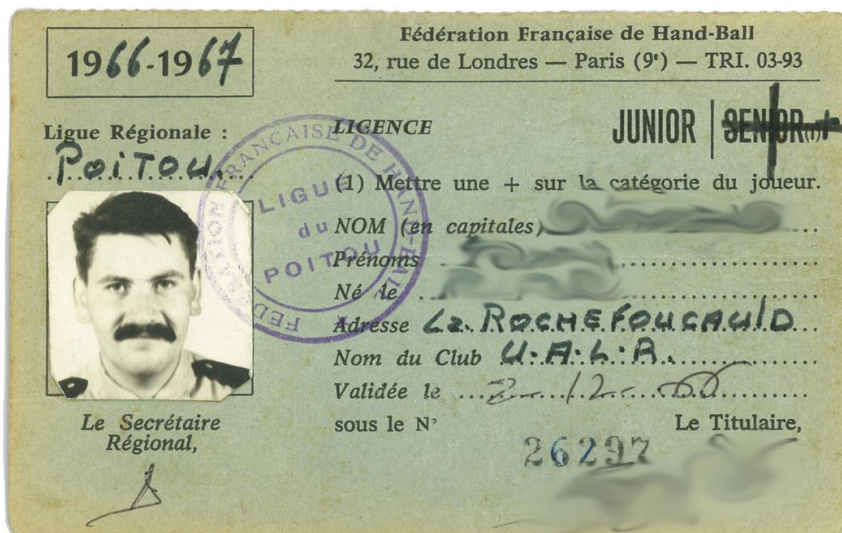 Fédération Française de Hand-Ball
1966-1967
32, rue de Londres — Paris (9e) — TRI. 03-93
Ligue Régionale :
POITOU
LICENCE
JUNIOR | SENIOR (1) +
FÉDÉRATION FRANÇAISE DE HAND-BALL
LIGUE
du
POITOU
(1) Mettre une + sur la catégorie du joueur.
NOM (en capitales)
Prénoms
Né le
Adresse La ROCHEFOUCAULD
Nom du Club U.A.L.R.
Validée le 2-12-66
Le Secrétaire
Régional,
sous le N°
Le Titulaire,
26297